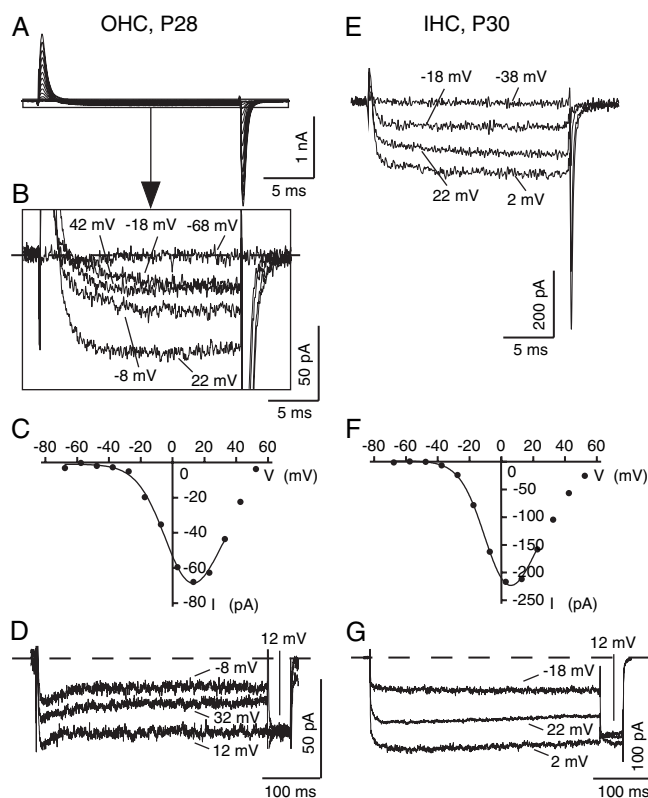 A OHC, P28
1 nA
5 ms
B
42 mV -18 mV -68 mV
-8 mV 22 mV
50 pA
5 ms
C
-80 -60 -40 -20 0 20 40 60
V (mV)
0
-20
-40
-60
-80 I (pA)
D
12 mV
-8 mV
32 mV
12 mV
50 pA
100 ms
E IHC, P30
-18 mV -38 mV
22 mV 2 mV
200 pA
5 ms
F
-80 -60 -40 -20 0 20 40 60
V (mV)
0
-50
-100
-150
-200
-250 I (pA)
G
12 mV
-18 mV
22 mV
2 mV
100 pA
100 ms